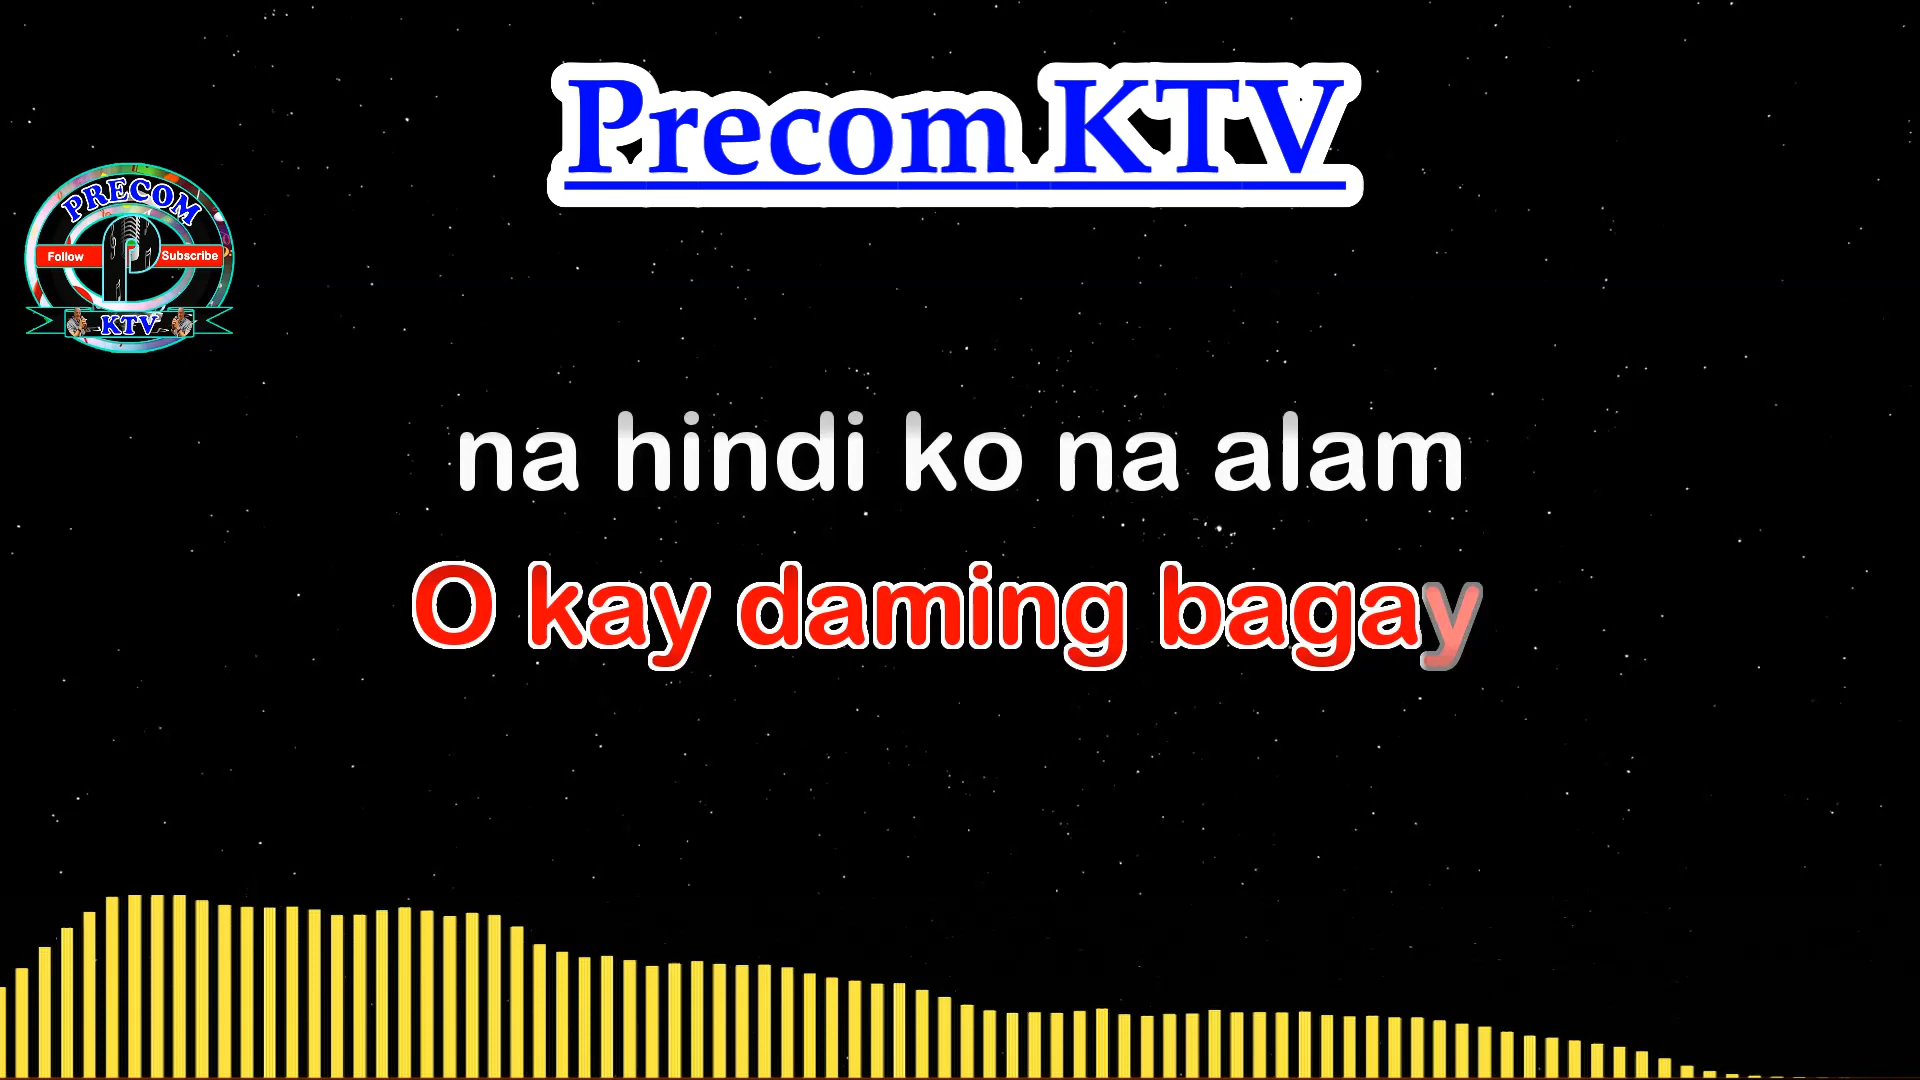 Precom KTV
PRECOM
Follow
Subscribe
KTV
na hindi ko na alam
O kay daming bagay